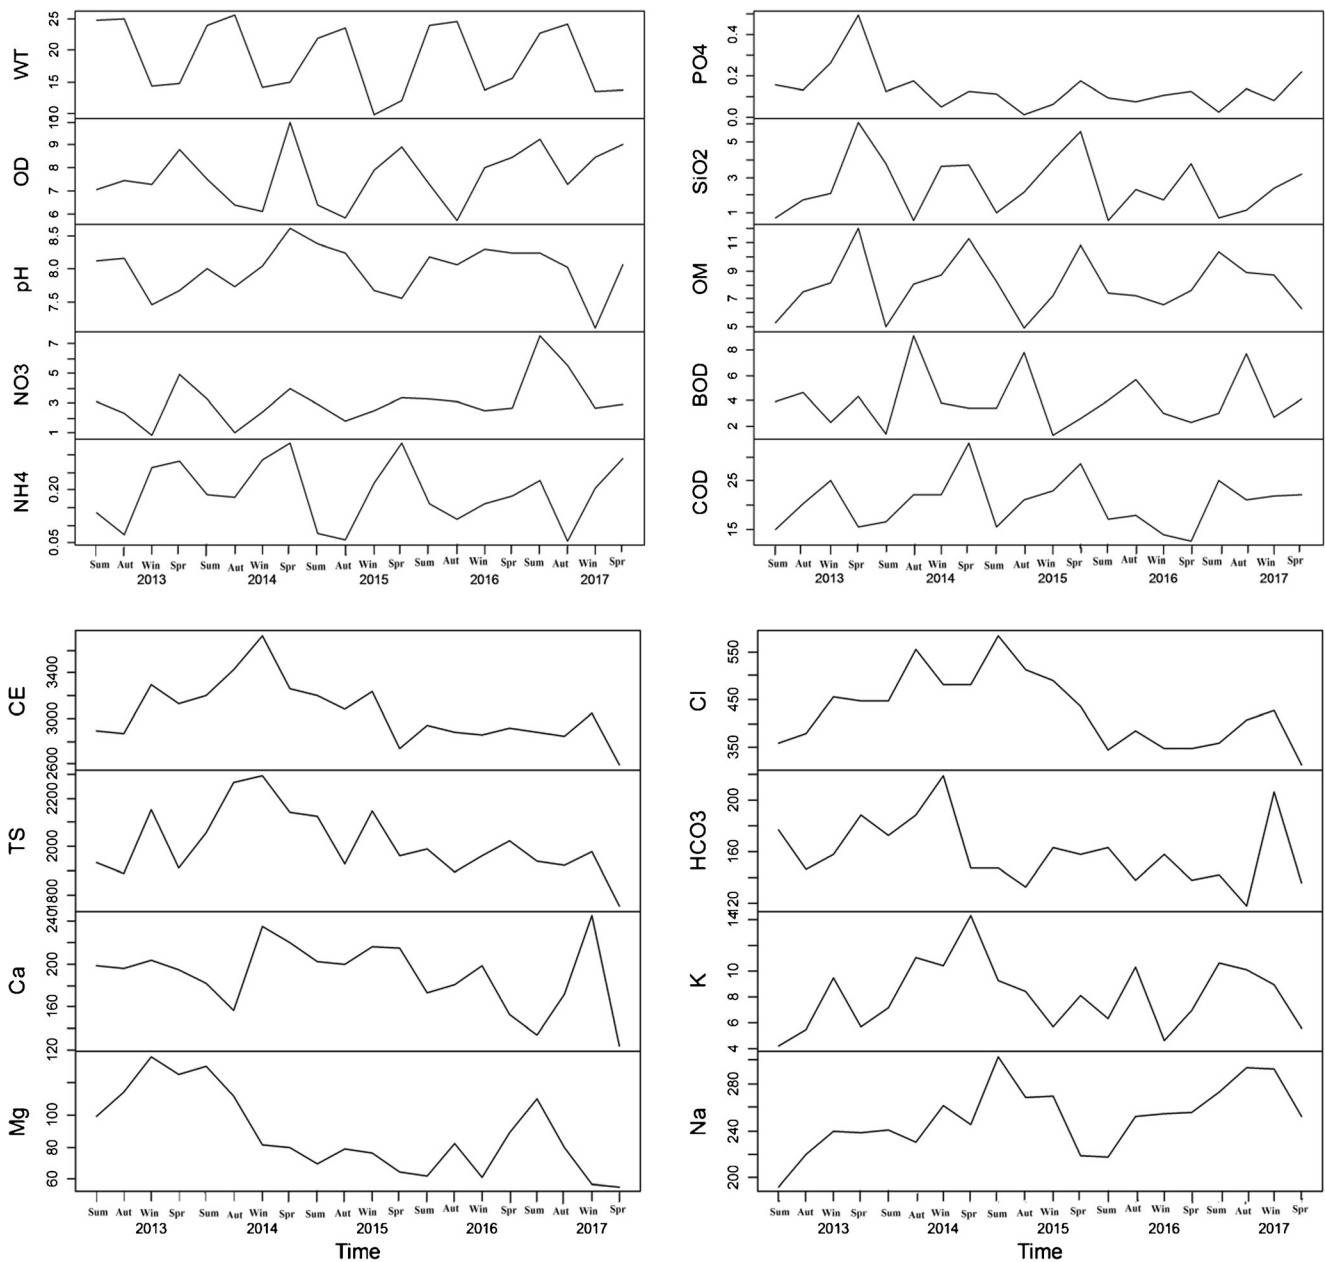 WT
10 15 20 25
OD
6 7 8 9 10
pH
7.5 8.0 8.5
NO3
1 3 5 7
NH4
0.05 0.20
Sum Aut Win Spr Sum Aut Win Spr Sum Aut Win Spr Sum Aut Win Spr Sum Aut Win Spr
2013 2014 2015 2016 2017
PO4
0.0 0.2 0.4
SiO2
1 3 5
OM
5 7 9 11
BOD
2 4 6 8
COD
15 25
Sum Aut Win Spr Sum Aut Win Spr Sum Aut Win Spr Sum Aut Win Spr Sum Aut Win Spr
2013 2014 2015 2016 2017
CE
2600 3000 3400
TS
1800 2000 2200
Ca
120 160 200 240
Mg
60 80 100
Sum Aut Win Spr Sum Aut Win Spr Sum Aut Win Spr Sum Aut Win Spr Sum Aut Win Spr
2013 2014 2015 2016 2017
Time
Cl
350 450 550
HCO3
120 160 200
K
4 6 8 10 14
Na
200 240 280
Sum Aut Win Spr Sum Aut Win Spr Sum Aut Win Spr Sum Aut Win Spr Sum Aut Win Spr
2013 2014 2015 2016 2017
Time